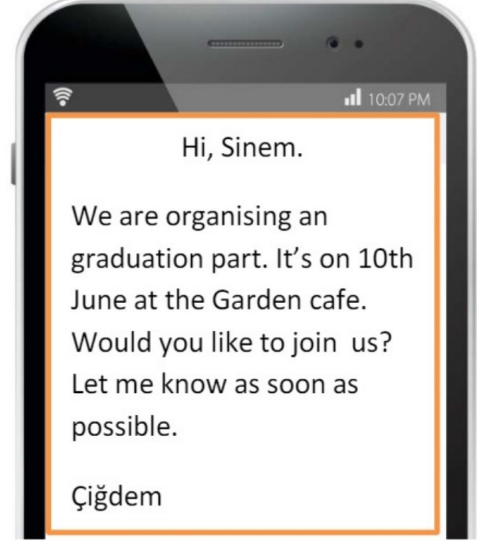 10:07 PM
Hi, Sinem.
We are organising an
graduation part. It’s on 10th
June at the Garden cafe.
Would you like to join  us?
Let me know as soon as
possible.
Çiğdem